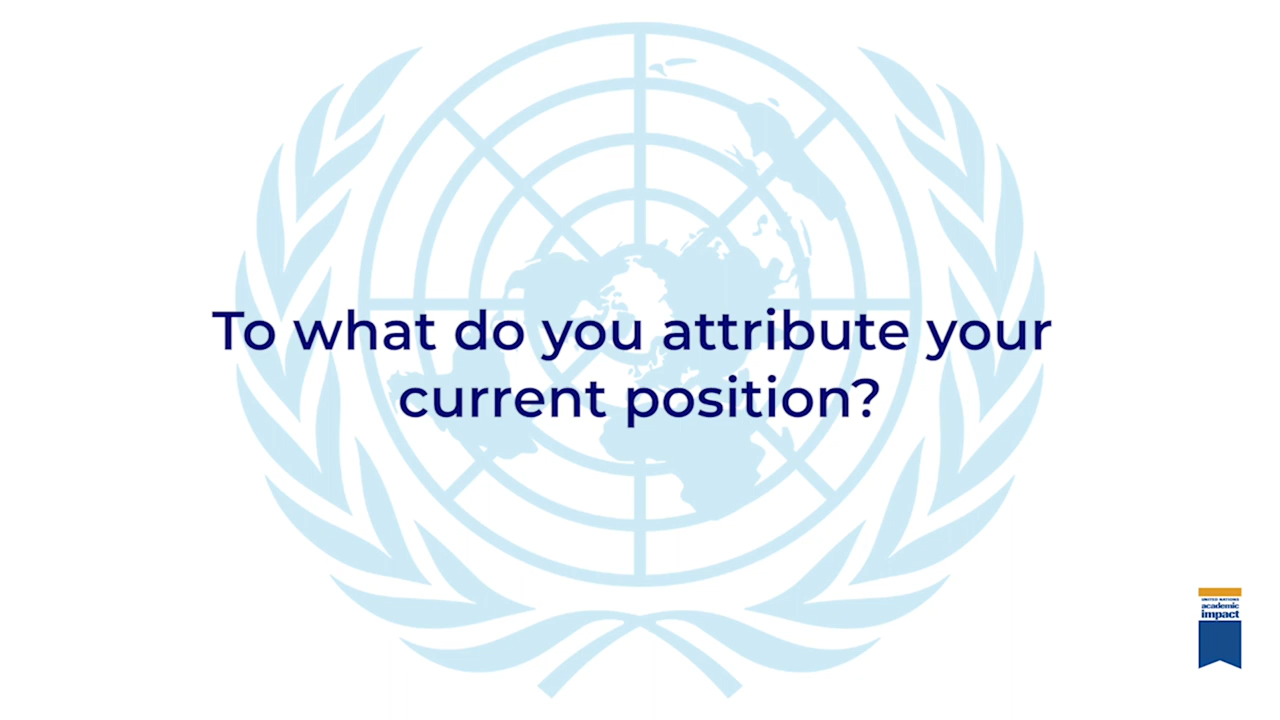 To what do you attribute your
current position?
UNITED NATIONS
academic
impact